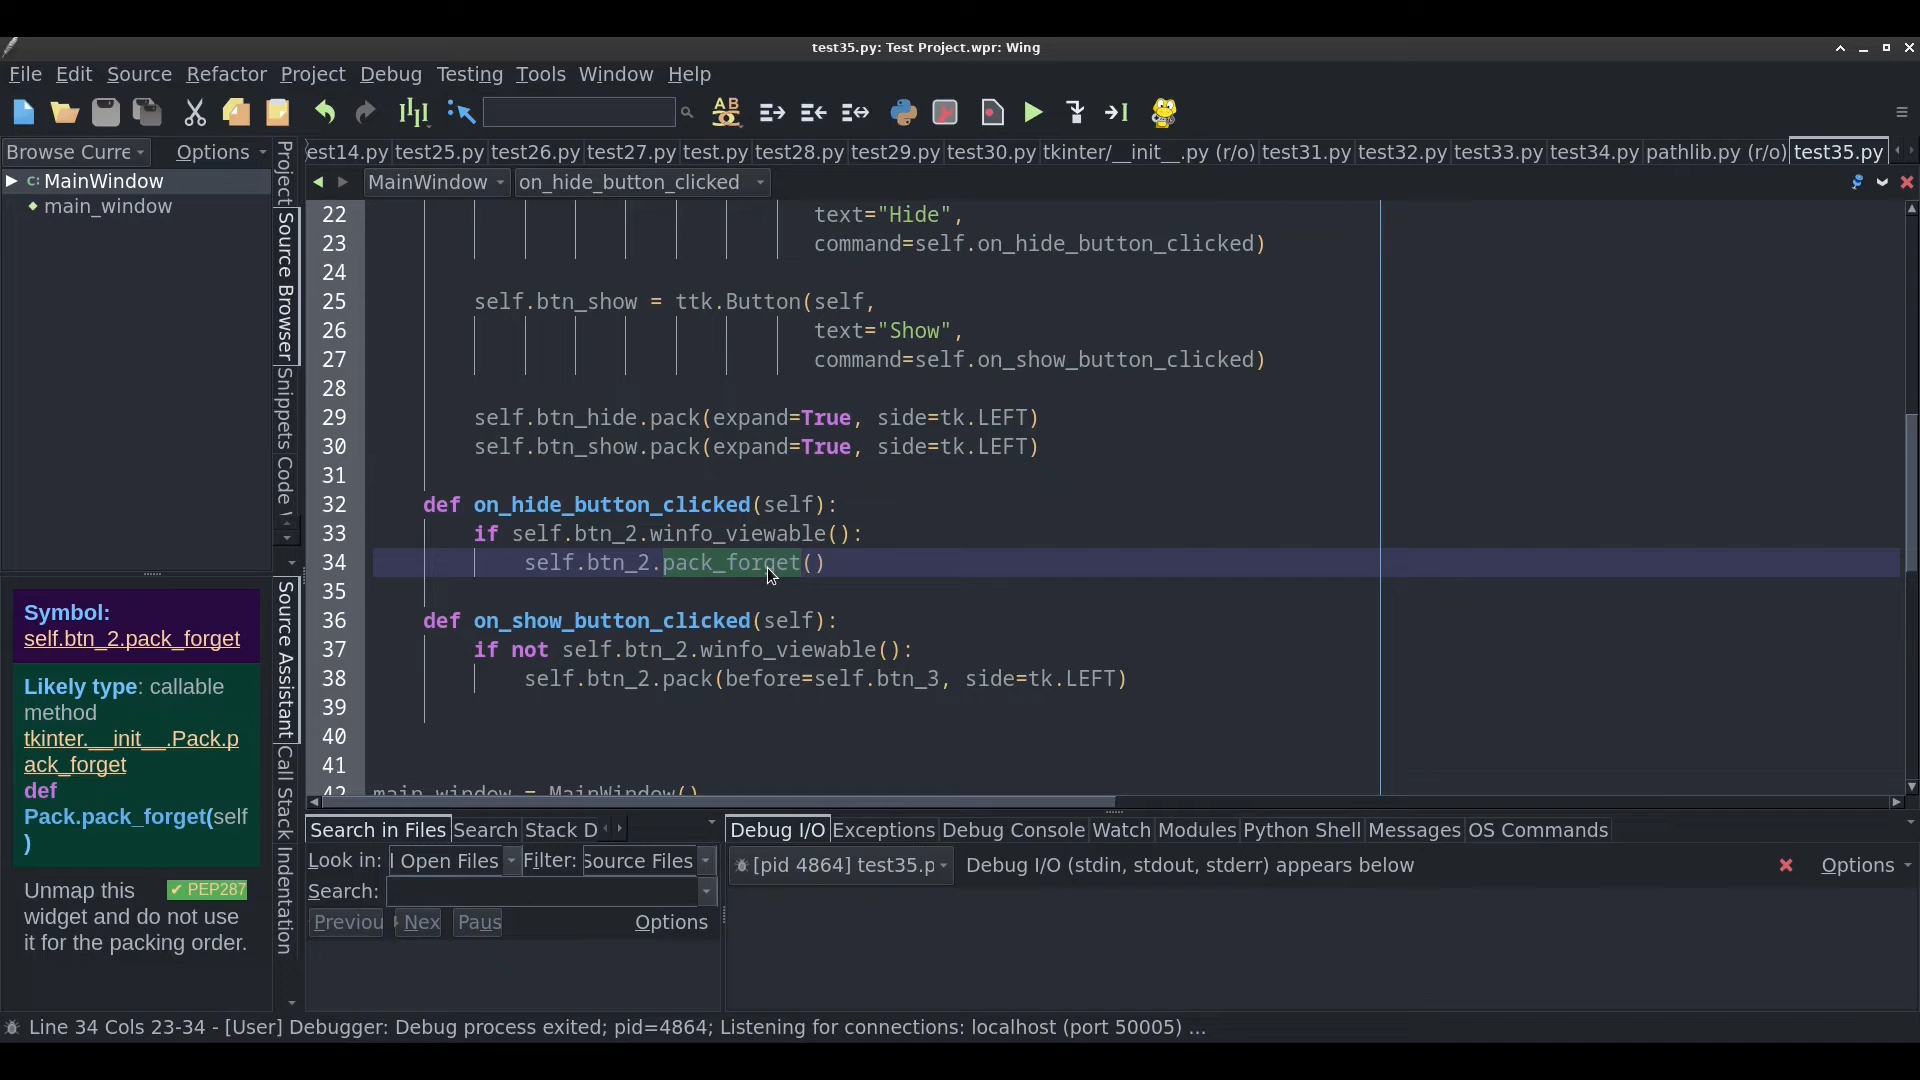 test35.py: Test Project.wpr: Wing
File Edit Source Refactor Project Debug Testing Tools Window Help
AB
Browse Curre Options
est14.py test25.py test26.py test27.py test.py test28.py test29.py test30.py tkinter/__init__.py (r/o) test31.py test32.py test33.py test34.py pathlib.py (r/o) test35.py
C: MainWindow
main_window
Project
Source Browser
Snippets
Code
MainWindow on_hide_button_clicked
22 text="Hide",
23 command=self.on_hide_button_clicked)
24
25 self.btn_show = ttk.Button(self,
26 text="Show",
27 command=self.on_show_button_clicked)
28
29 self.btn_hide.pack(expand=True, side=tk.LEFT)
30 self.btn_show.pack(expand=True, side=tk.LEFT)
31
32 def on_hide_button_clicked(self):
33 if self.btn_2.winfo_viewable():
34 self.btn_2.pack_forget()
35
36 def on_show_button_clicked(self):
37 if not self.btn_2.winfo_viewable():
38 self.btn_2.pack(before=self.btn_3, side=tk.LEFT)
39
40
41
42 main_window = MainWindow()
Symbol:
self.btn_2.pack_forget
Likely type: callable
method
tkinter.__init__.Pack.p
ack_forget
def
Pack.pack_forget(self
)
Unmap this ✔ PEP287
widget and do not use
it for the packing order.
Source Assistant
Call Stack
Indentation
Search in Files Search Stack D
Look in: l Open Files Filter: Source Files
Search:
Previou Nex Paus Options
Debug I/O Exceptions Debug Console Watch Modules Python Shell Messages OS Commands
[pid 4864] test35.p Debug I/O (stdin, stdout, stderr) appears below Options
Line 34 Cols 23-34 - [User] Debugger: Debug process exited; pid=4864; Listening for connections: localhost (port 50005) ...